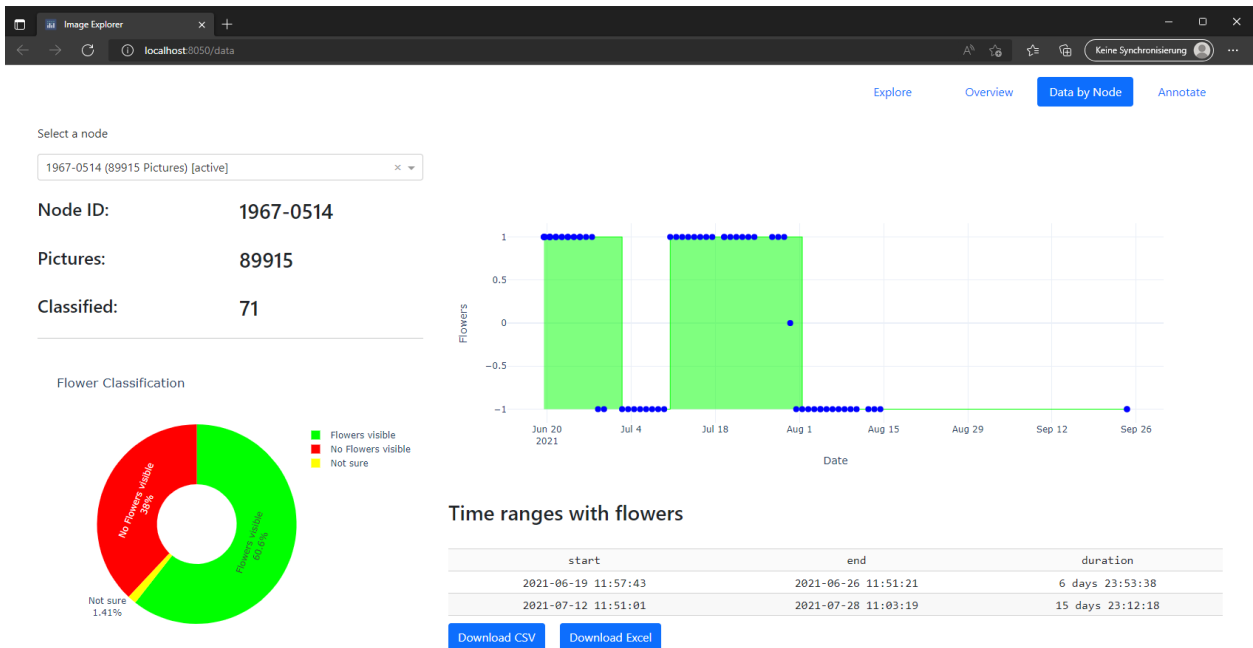 Image Explorer
localhost:8050/data
Keine Synchronisierung
Explore Overview Data by Node Annotate
Select a node
1967-0514 (89915 Pictures) [active]
Node ID: 1967-0514
Pictures: 89915
Classified: 71
Flower Classification
Flowers visible
No Flowers visible
Not sure
No Flowers visible
38%
Flowers visible
60.6%
Not sure
1.41%
1
0.5
0
−0.5
−1
Flowers
Jun 20 Jul 4 Jul 18 Aug 1 Aug 15 Aug 29 Sep 12 Sep 26
2021
Date
Time ranges with flowers
start end duration
2021-06-19 11:57:43 2021-06-26 11:51:21 6 days 23:53:38
2021-07-12 11:51:01 2021-07-28 11:03:19 15 days 23:12:18
Download CSV Download Excel